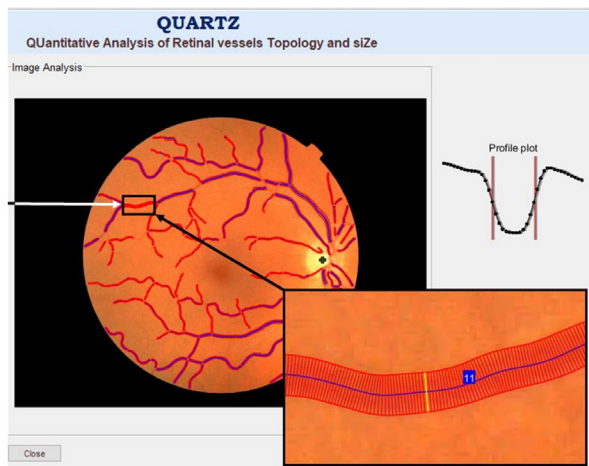 QUARTZ
QUantitative Analysis of Retinal vessels Topology and siZe
Image Analysis
Profile plot
11
Close